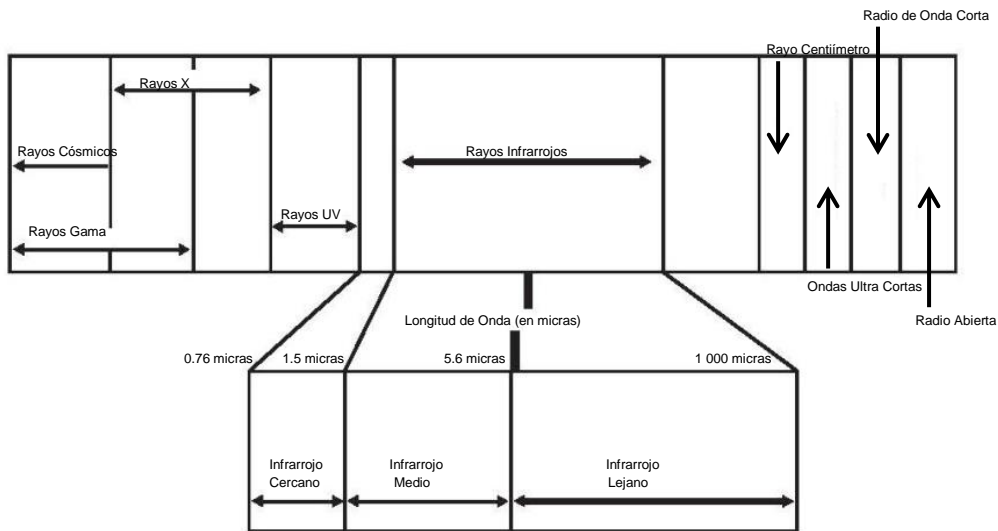 Radio de Onda Corta
Rayo Centiímetro
Rayos X
Rayos Cósmicos
Rayos Infrarrojos
Rayos UV
Rayos Gama
Ondas Ultra Cortas
Longitud de Onda (en micras)
Radio Abierta
0.76 micras
1.5 micras
5.6 micras
1 000 micras
Infrarrojo
Cercano
Infrarrojo
Medio
Infrarrojo
Lejano